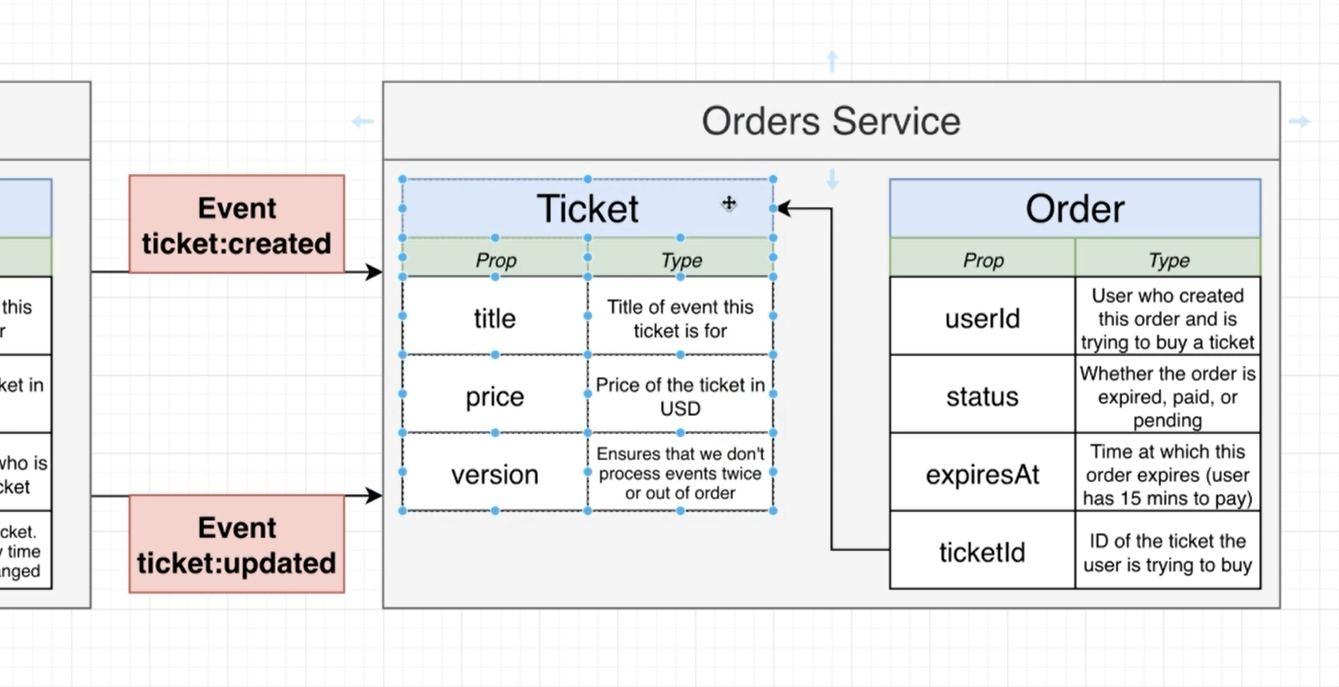 Orders Service
this
r
ket in
who is
cket
cket.
time
anged
Event
ticket:created
Event
ticket:updated
Ticket
Prop
Type
title
Title of event this
ticket is for
price
Price of the ticket in
USD
version
Ensures that we don't
process events twice
or out of order
Order
Prop
Type
userId
User who created
this order and is
trying to buy a ticket
status
Whether the order is
expired, paid, or
pending
expiresAt
Time at which this
order expires (user
has 15 mins to pay)
ticketId
ID of the ticket the
user is trying to buy